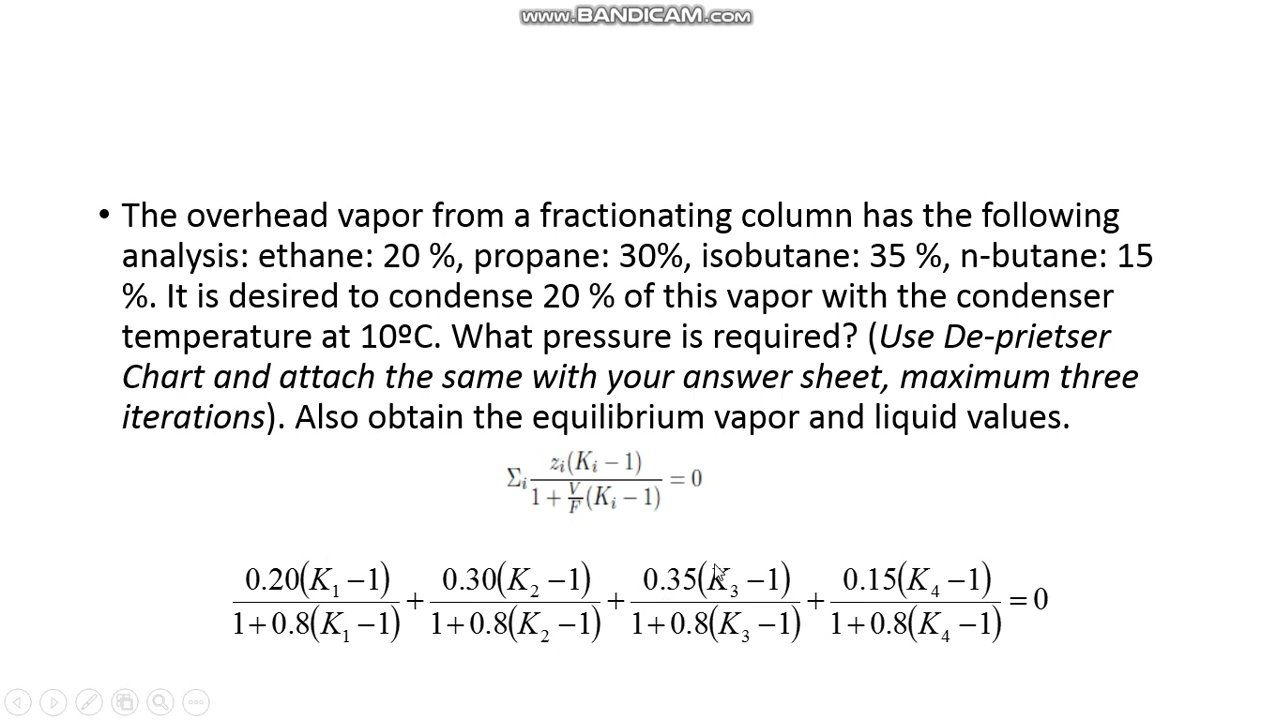 www.BANDICAM.com
• The overhead vapor from a fractionating column has the following
analysis: ethane: 20 %, propane: 30%, isobutane: 35 %, n-butane: 15
%. It is desired to condense 20 % of this vapor with the condenser
temperature at 10ºC. What pressure is required? (Use De-prietser
Chart and attach the same with your answer sheet, maximum three
iterations). Also obtain the equilibrium vapor and liquid values.
Σᵢ zᵢ(Kᵢ − 1) / (1 + V/F (Kᵢ − 1)) = 0
0.20(K₁ −1) / (1+0.8(K₁ −1)) + 0.30(K₂ −1) / (1+0.8(K₂ −1)) + 0.35(K₃ −1) / (1+0.8(K₃ −1)) + 0.15(K₄ −1) / (1+0.8(K₄ −1)) = 0